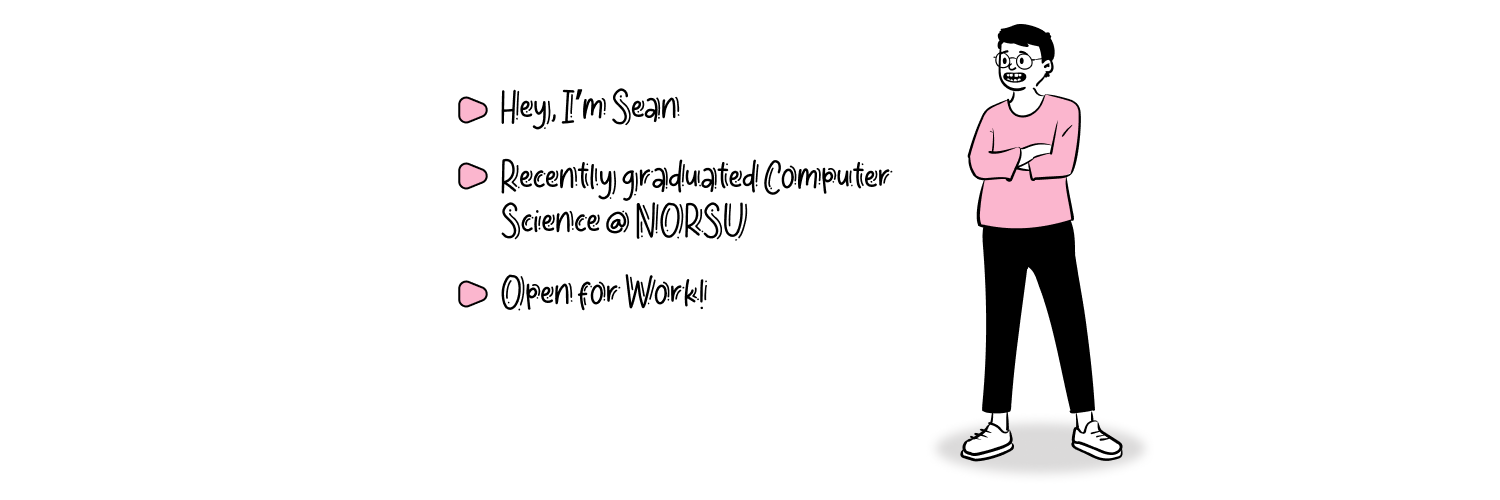 Hey, I'm Sean
Recently graduated Computer
Science @ NORSU
Open for Work!